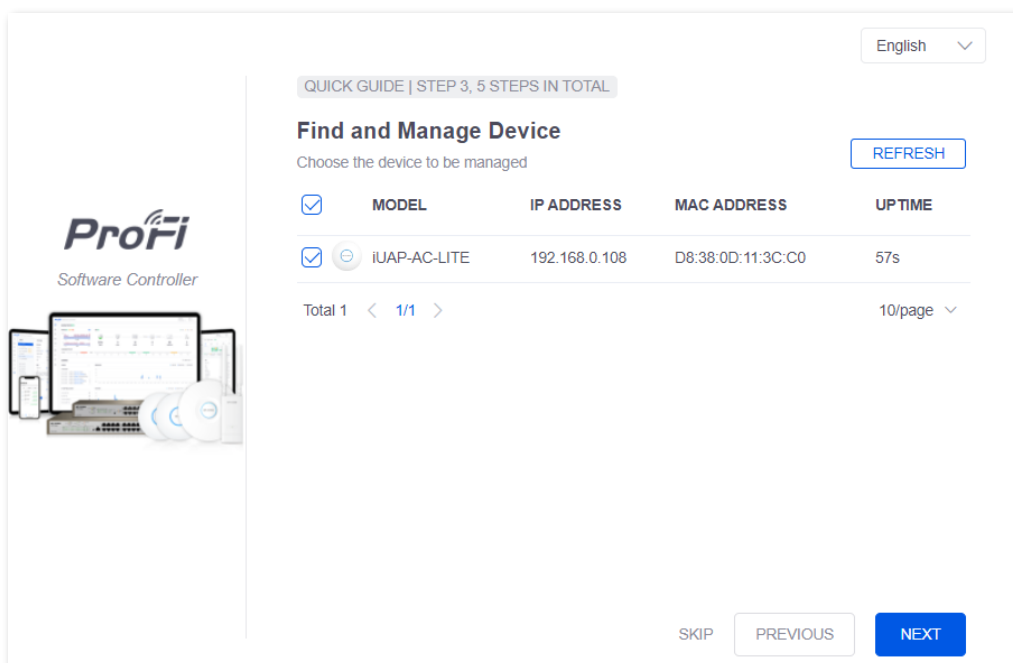 English
QUICK GUIDE | STEP 3, 5 STEPS IN TOTAL
Find and Manage Device
Choose the device to be managed
REFRESH
MODEL IP ADDRESS MAC ADDRESS UPTIME
iUAP-AC-LITE 192.168.0.108 D8:38:0D:11:3C:C0 57s
Total 1 1/1 10/page
ProFi
Software Controller
SKIP PREVIOUS NEXT